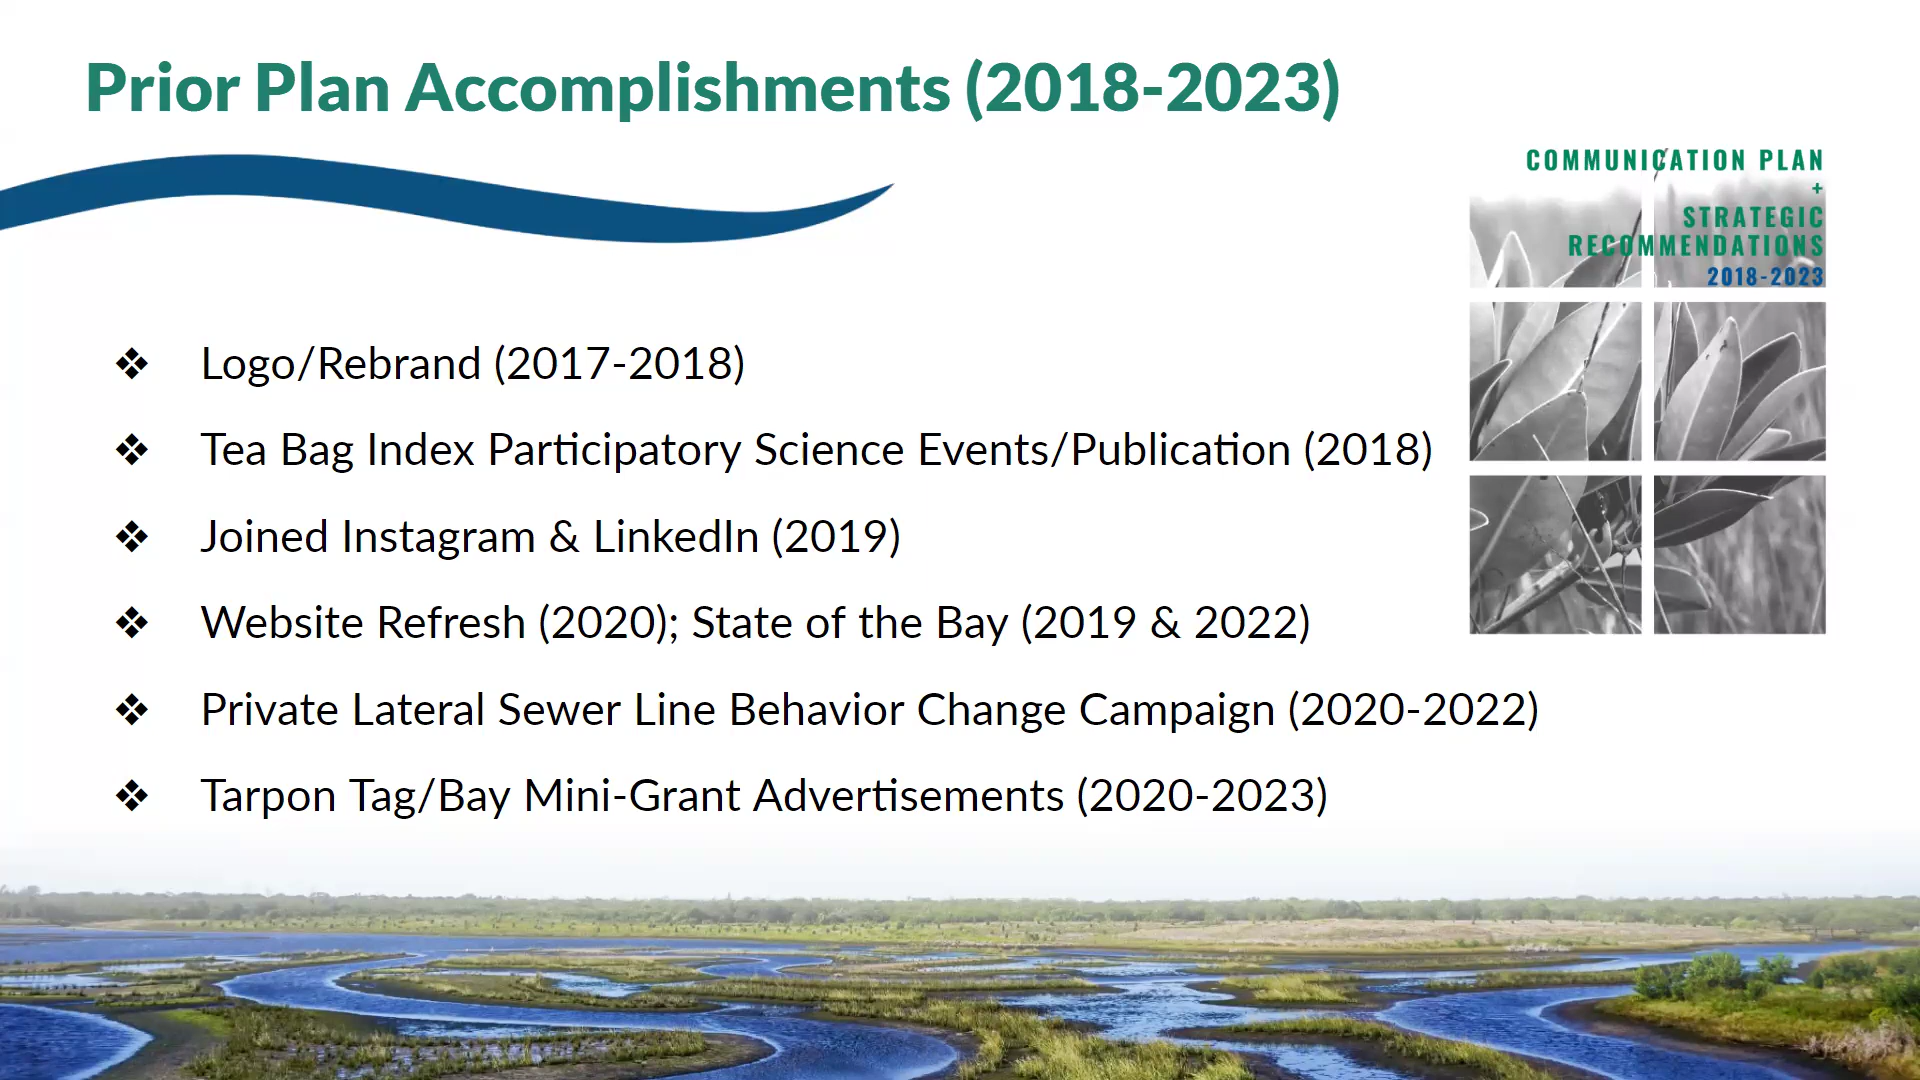 Prior Plan Accomplishments (2018-2023)
COMMUNICATION PLAN
+
STRATEGIC
RECOMMENDATIONS
2018-2023
❖ Logo/Rebrand (2017-2018)
❖ Tea Bag Index Participatory Science Events/Publication (2018)
❖ Joined Instagram & LinkedIn (2019)
❖ Website Refresh (2020); State of the Bay (2019 & 2022)
❖ Private Lateral Sewer Line Behavior Change Campaign (2020-2022)
❖ Tarpon Tag/Bay Mini-Grant Advertisements (2020-2023)